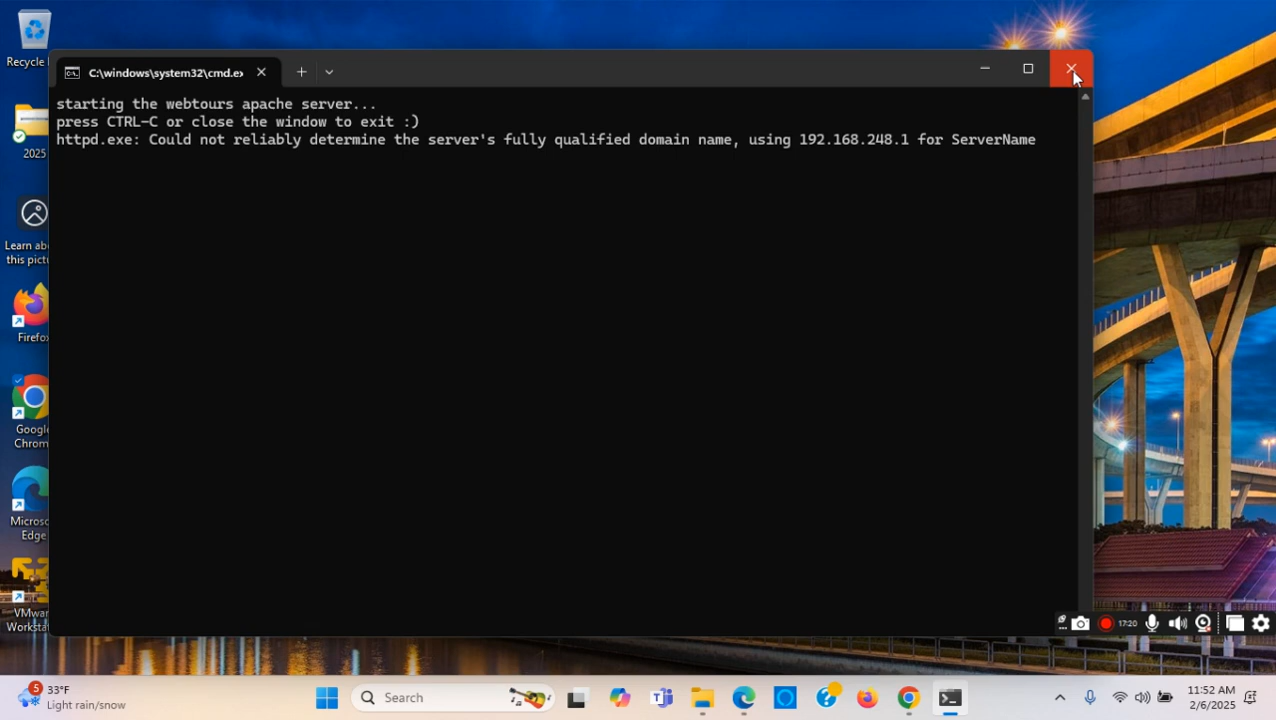 Recycle
C:\windows\system32\cmd.ex
starting the webtours apache server...
press CTRL-C or close the window to exit :)
httpd.exe: Could not reliably determine the server's fully qualified domain name, using 192.168.248.1 for ServerName
2025
Learn ab
this pict
Firefo
Google
Chrom
Micros
Edge
VMwar
Workst
17:20
5
33°F
Light rain/snow
Search
11:52 AM
2/6/2025